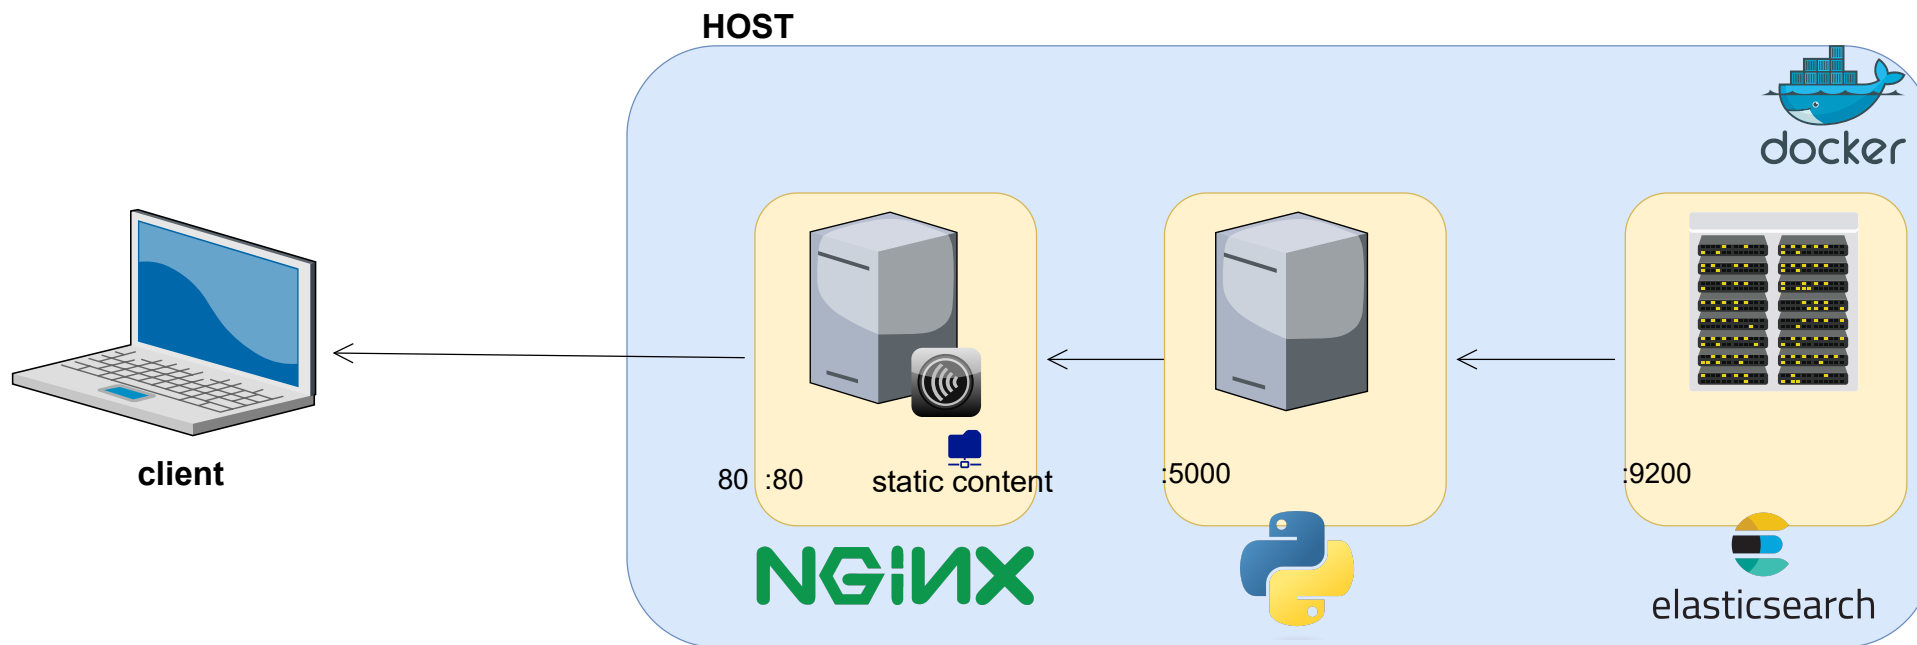 HOST
docker
client
80 :80
static content
:5000
:9200
NGiNX
elasticsearch